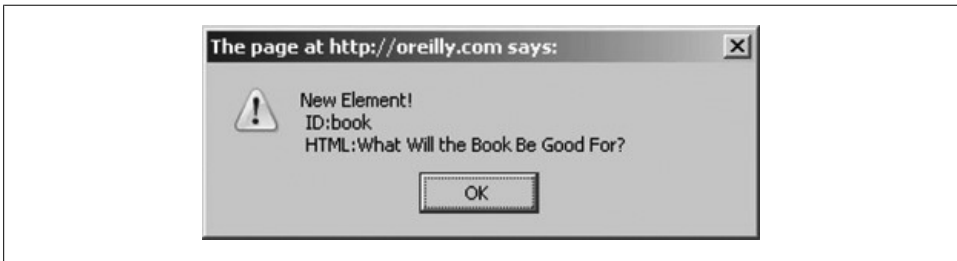 The page at http://oreilly.com says:
New Element!
ID:book
HTML:What Will the Book Be Good For?
OK